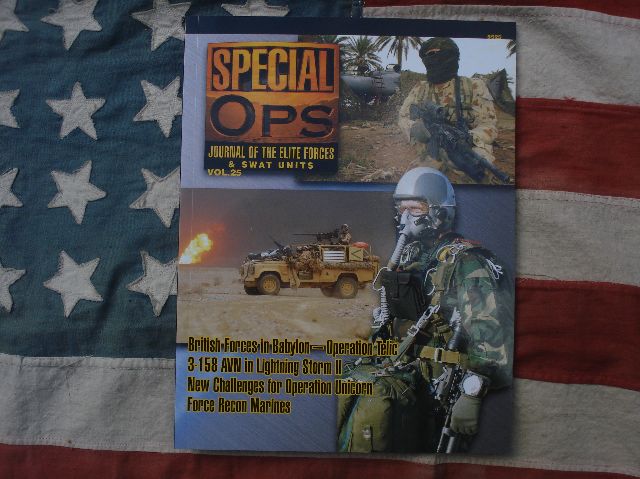 SPECIAL
OPS
JOURNAL OF THE ELITE FORCES
& SWAT UNITS
VOL.25
British Forces In Babylon—Operation Telic
3-158 AVN in Lightning Storm II
New Challenges for Operation Unicorn
Force Recon Marines